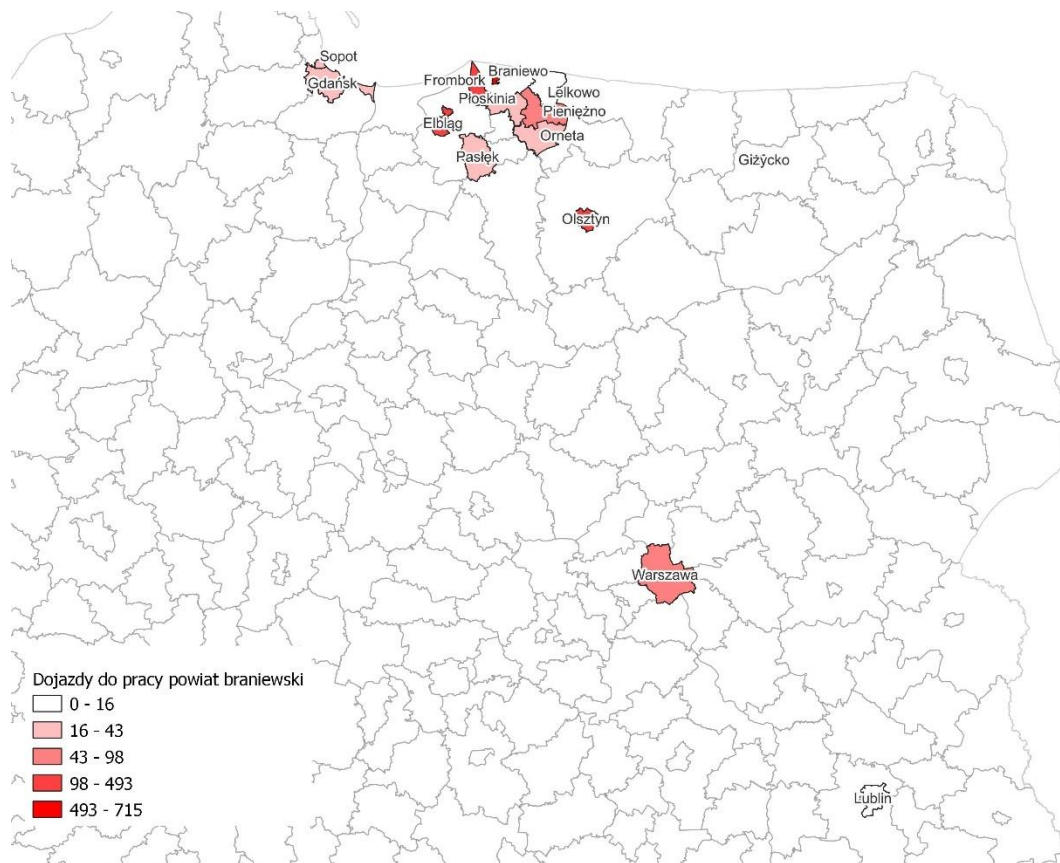 Sopot
Gdańsk
Frombork
Braniewo
Lelkowo
Płoskinia
Pieniężno
Elbląg
Orneta
Pasłęk
Giżycko
Olsztyn
Warszawa
Lublin
Dojazdy do pracy powiat braniewski
0 - 16
16 - 43
43 - 98
98 - 493
493 - 715